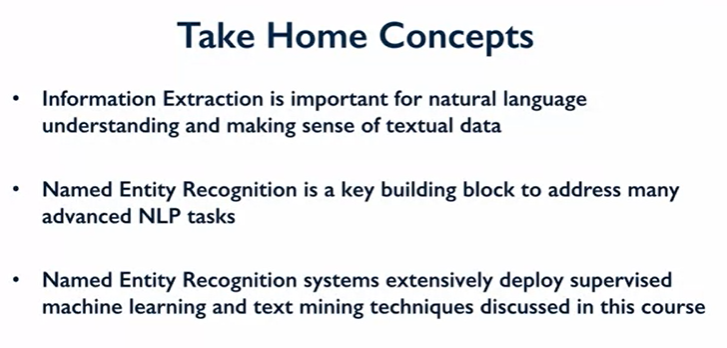 Take Home Concepts
• Information Extraction is important for natural language
understanding and making sense of textual data
• Named Entity Recognition is a key building block to address many
advanced NLP tasks
• Named Entity Recognition systems extensively deploy supervised
machine learning and text mining techniques discussed in this course